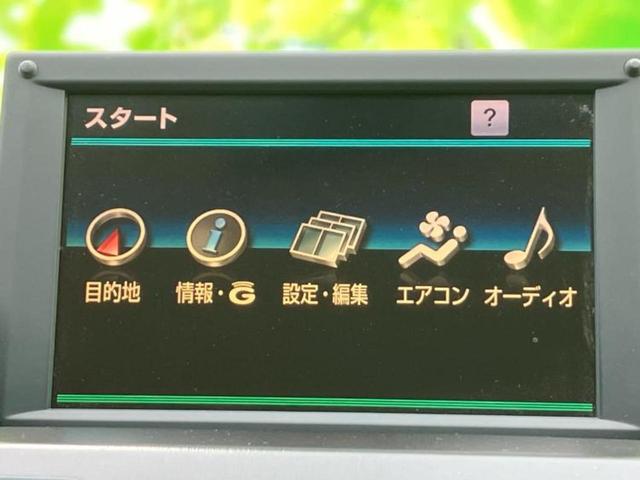 スタート ?
目的地 情報・G 設定・編集 エアコン オーディオ